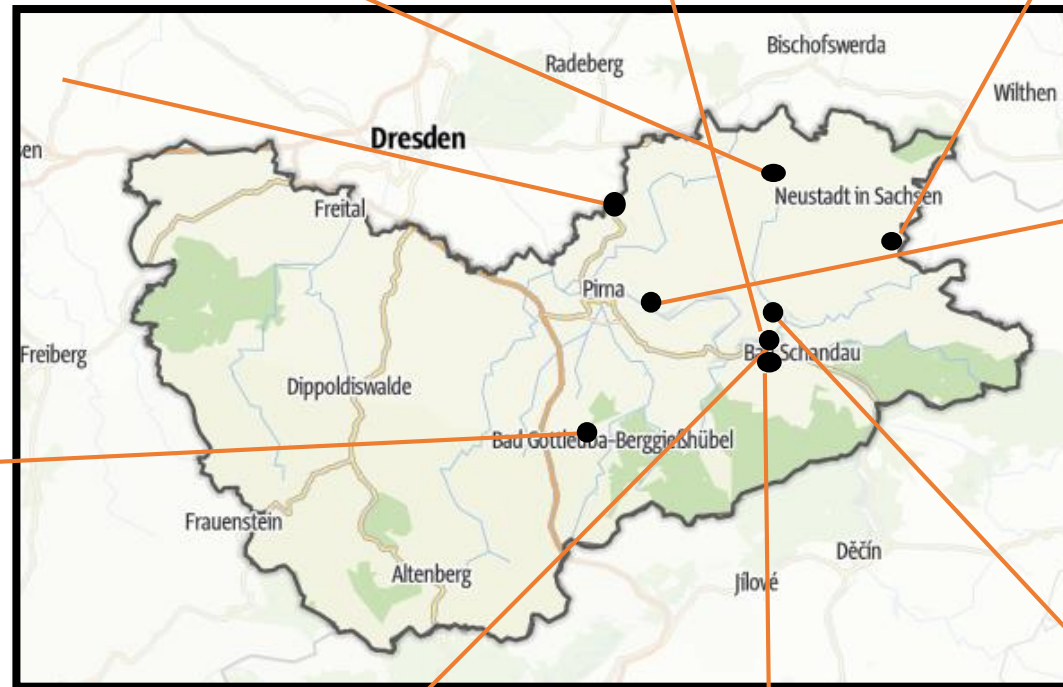 Bischofswerda
Radeberg
Wilthen
Dresden
sen
Neustadt in Sachsen
Freital
Pirna
Freiberg
Bad Schandau
Dippoldiswalde
Bad Gottleuba-Berggießhübel
Frauenstein
Děčín
Altenberg
Jílové